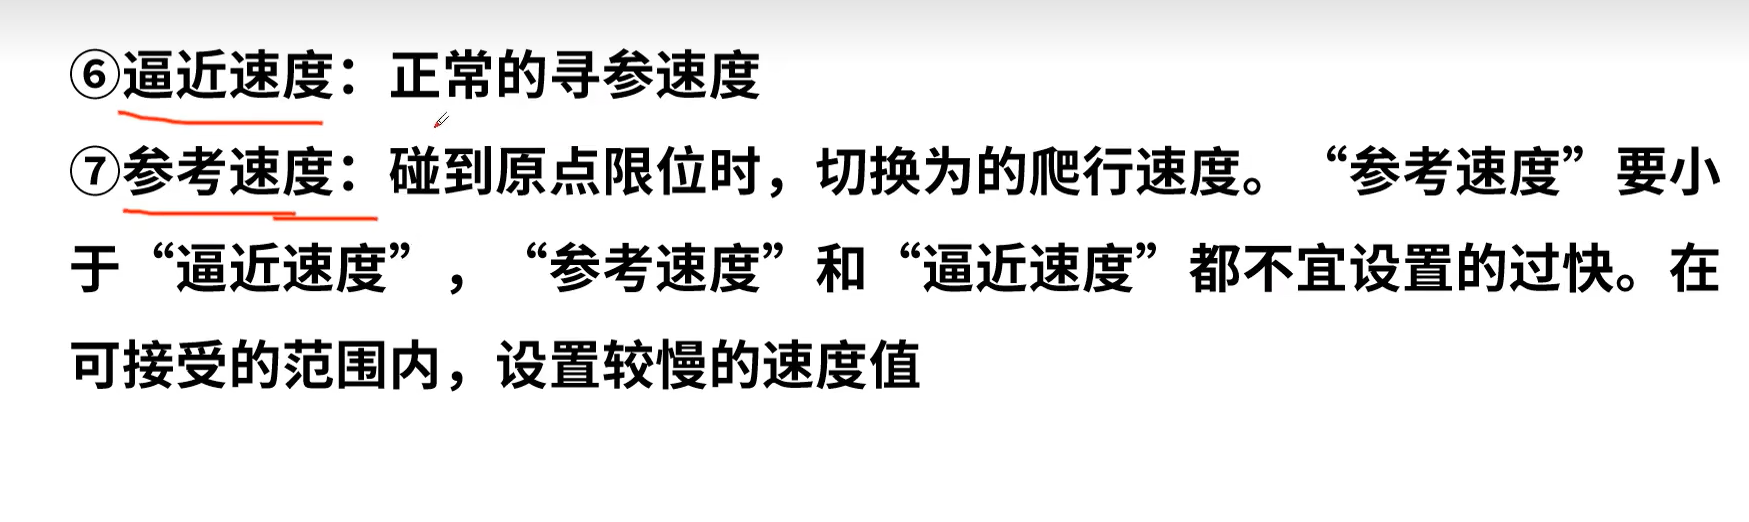 ⑥逼近速度：正常的寻参速度
⑦参考速度：碰到原点限位时，切换为的爬行速度。“参考速度”要小
于“逼近速度”，“参考速度”和“逼近速度”都不宜设置的过快。在
可接受的范围内，设置较慢的速度值